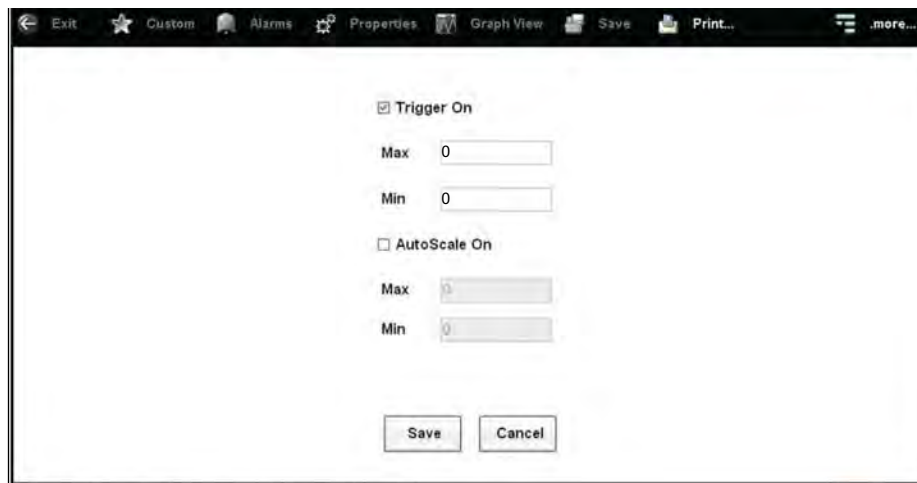 Exit Custom Alarms Properties Graph View Save Print... .more...
Trigger On
Max 0
Min 0
AutoScale On
Max 0
Min 0
Save Cancel